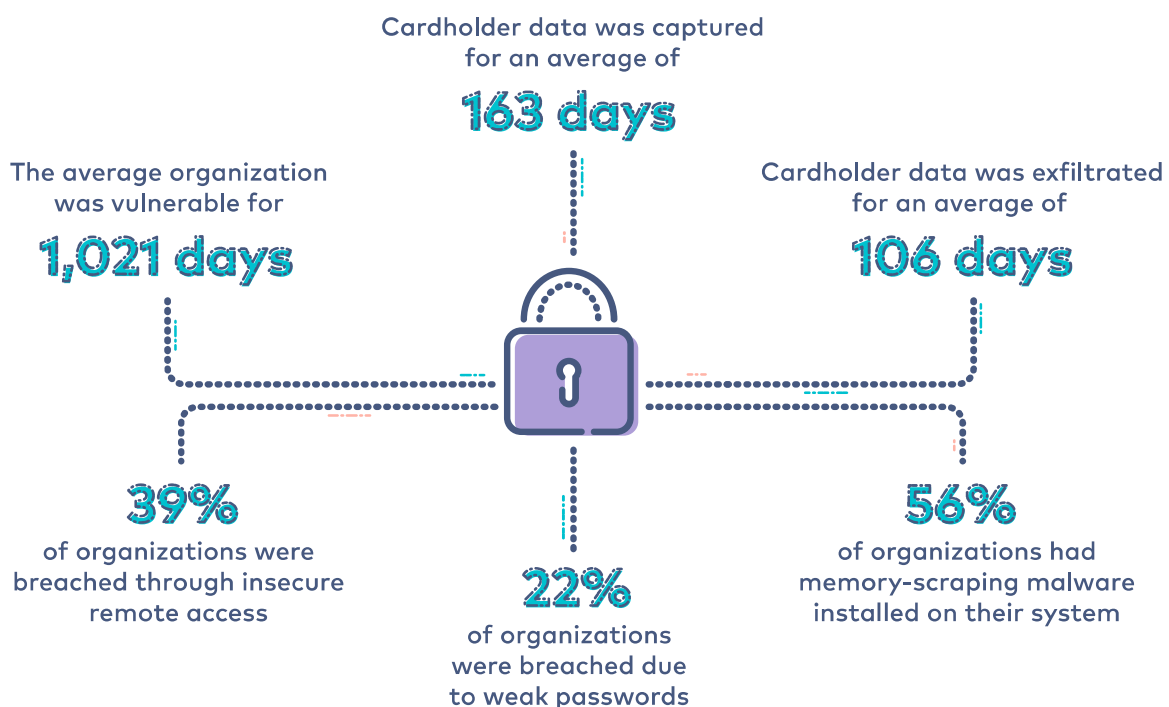 Cardholder data was captured
for an average of
163 days
The average organization
was vulnerable for
1,021 days
Cardholder data was exfiltrated
for an average of
106 days
39%
of organizations were
breached through insecure
remote access
22%
of organizations
were breached due
to weak passwords
56%
of organizations had
memory-scraping malware
installed on their system